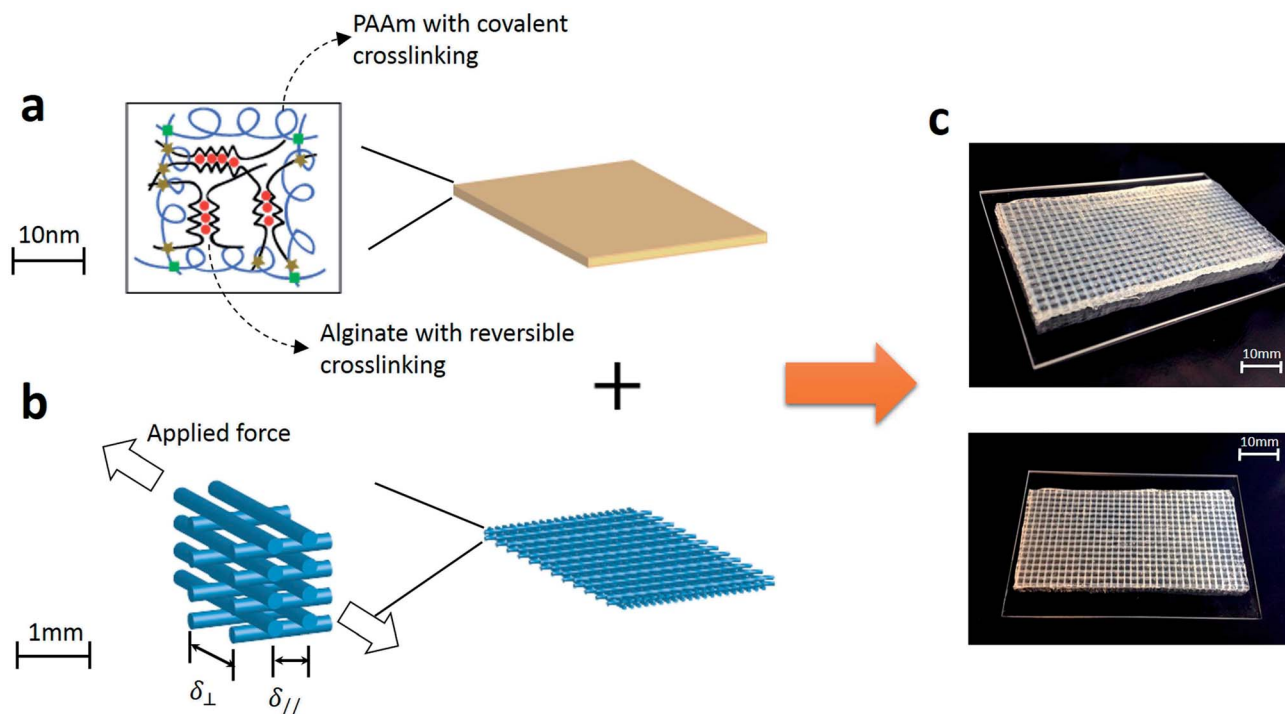 PAAm with covalent
crosslinking
a
10nm
Alginate with reversible
crosslinking
b
Applied force
1mm
δ⊥
δ//
+
c
10mm
10mm